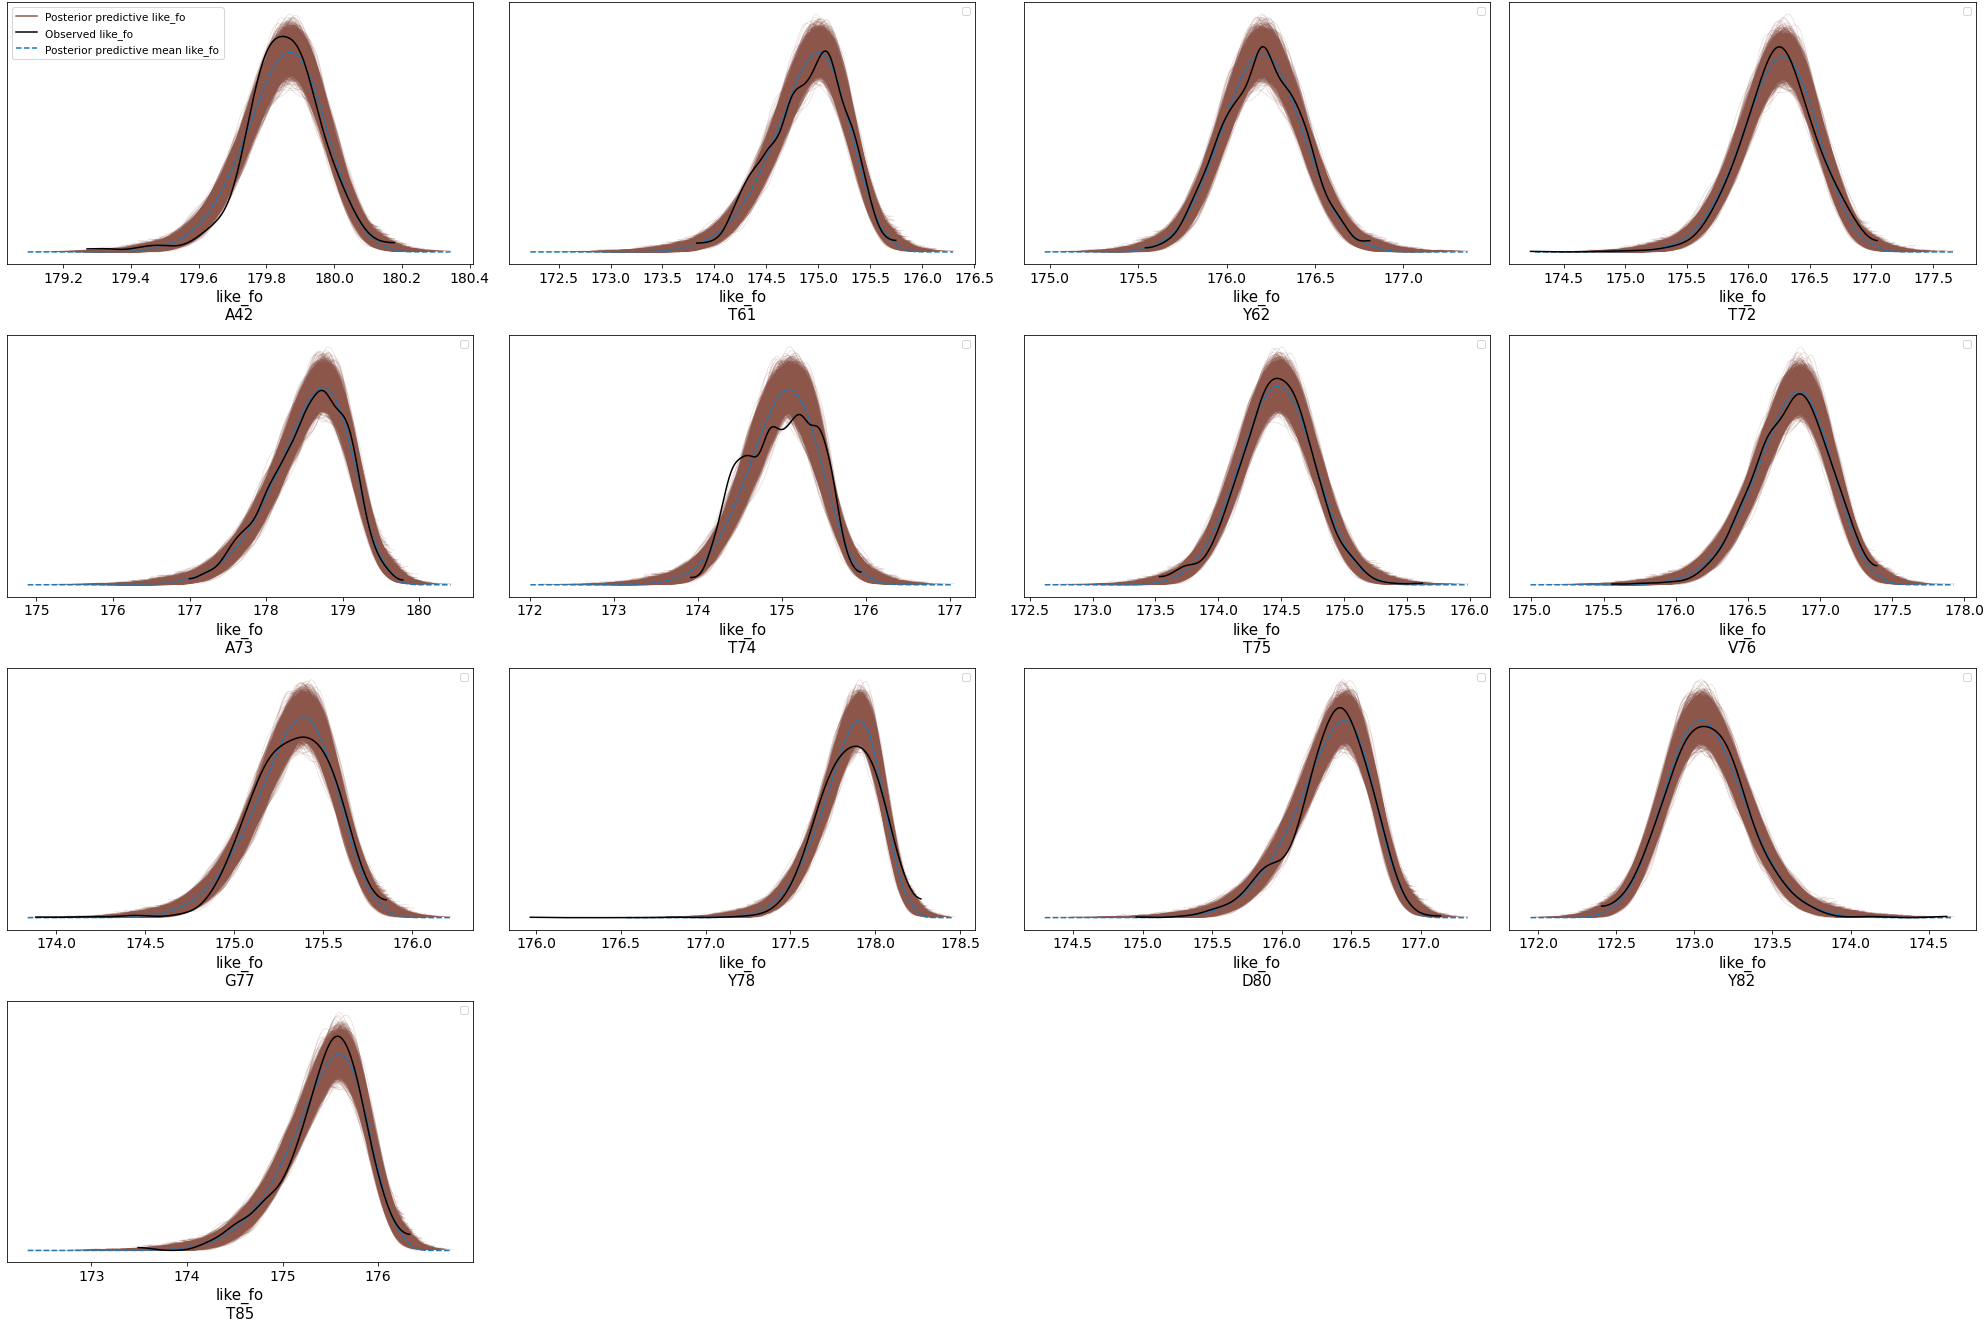 Posterior predictive like_fo
Observed like_fo
Posterior predictive mean like_fo
179.2 179.4 179.6 179.8 180.0 180.2 180.4
like_fo
A42
172.5 173.0 173.5 174.0 174.5 175.0 175.5 176.0 176.5
like_fo
T61
175.0 175.5 176.0 176.5 177.0
like_fo
Y62
174.5 175.0 175.5 176.0 176.5 177.0 177.5
like_fo
T72
175 176 177 178 179 180
like_fo
A73
172 173 174 175 176 177
like_fo
T74
172.5 173.0 173.5 174.0 174.5 175.0 175.5 176.0
like_fo
T75
175.0 175.5 176.0 176.5 177.0 177.5 178.0
like_fo
V76
174.0 174.5 175.0 175.5 176.0
like_fo
G77
176.0 176.5 177.0 177.5 178.0 178.5
like_fo
Y78
174.5 175.0 175.5 176.0 176.5 177.0
like_fo
D80
172.0 172.5 173.0 173.5 174.0 174.5
like_fo
Y82
173 174 175 176
like_fo
T85